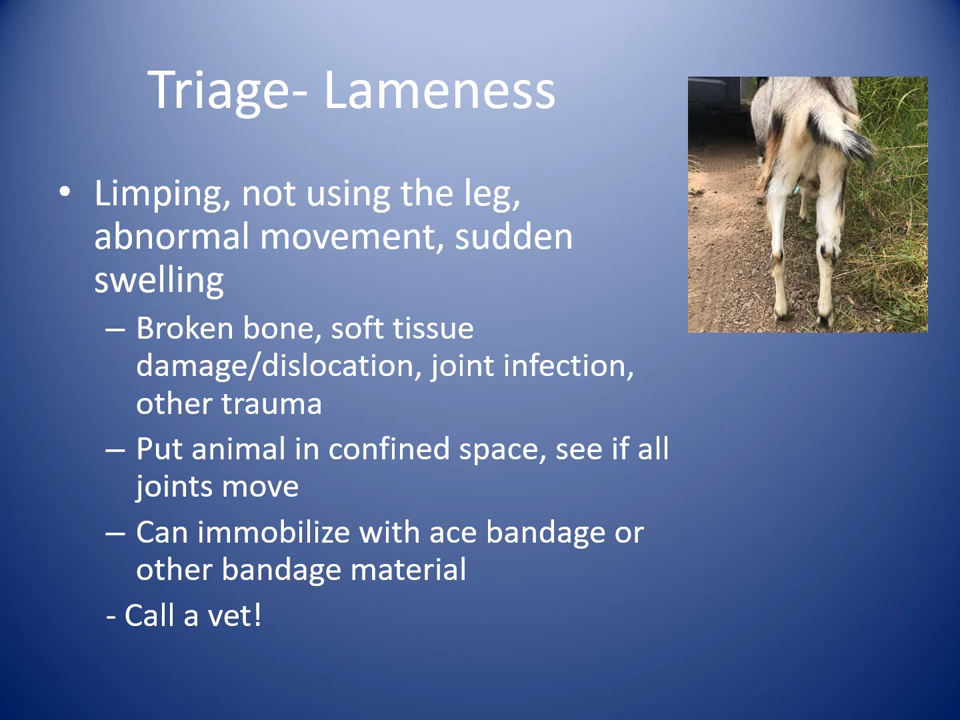 Triage- Lameness
• Limping, not using the leg,
abnormal movement, sudden
swelling
– Broken bone, soft tissue
damage/dislocation, joint infection,
other trauma
– Put animal in confined space, see if all
joints move
– Can immobilize with ace bandage or
other bandage material
- Call a vet!